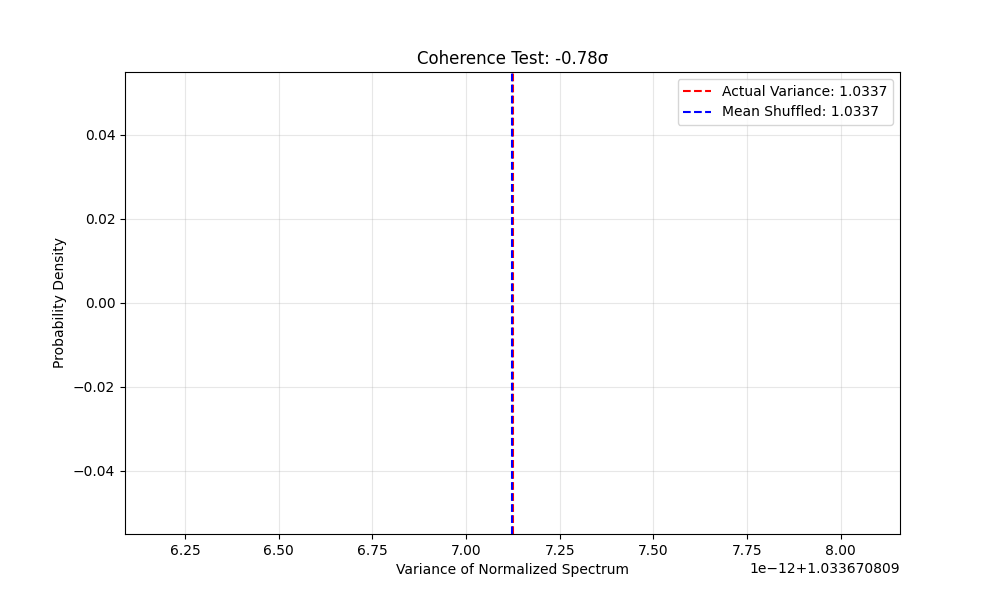 Coherence Test: -0.78σ
Actual Variance: 1.0337
Mean Shuffled: 1.0337
Probability Density
0.04
0.02
0.00
−0.02
−0.04
6.25 6.50 6.75 7.00 7.25 7.50 7.75 8.00
Variance of Normalized Spectrum
1e−12+1.033670809